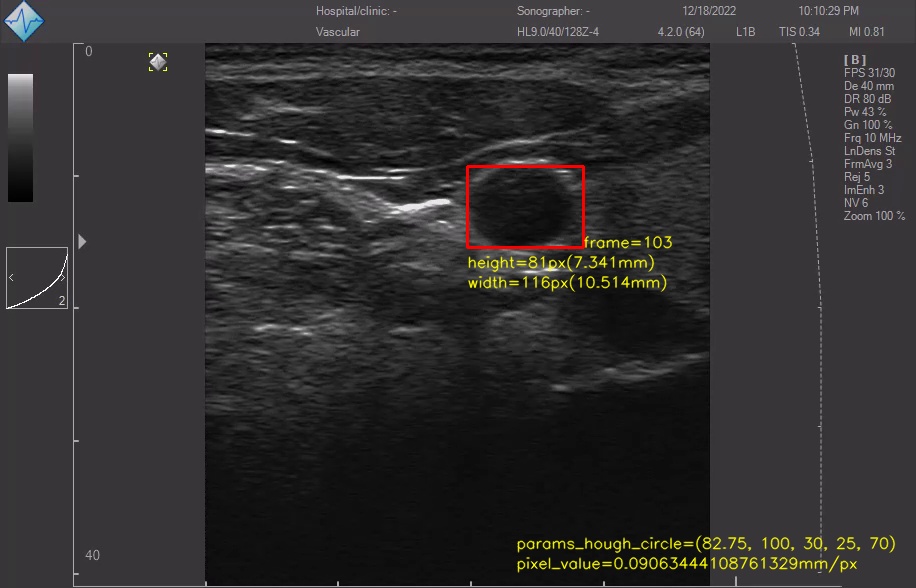 Hospital/clinic: - Sonographer: - 12/18/2022 10:10:29 PM
Vascular HL9.0/40/128Z-4 4.2.0 (64) L1B TIS 0.34 MI 0.81
0
[ B ]
FPS 31/30
De 40 mm
DR 80 dB
Pw 43 %
Gn 100 %
Frq 10 MHz
LnDens St
FrmAvg 3
Rej 5
ImEnh 3
NV 6
Zoom 100 %
frame=103
height=81px(7.341mm)
width=116px(10.514mm)
2
params_hough_circle=(82.75, 100, 30, 25, 70)
40
pixel_value=0.09063444108761329mm/px